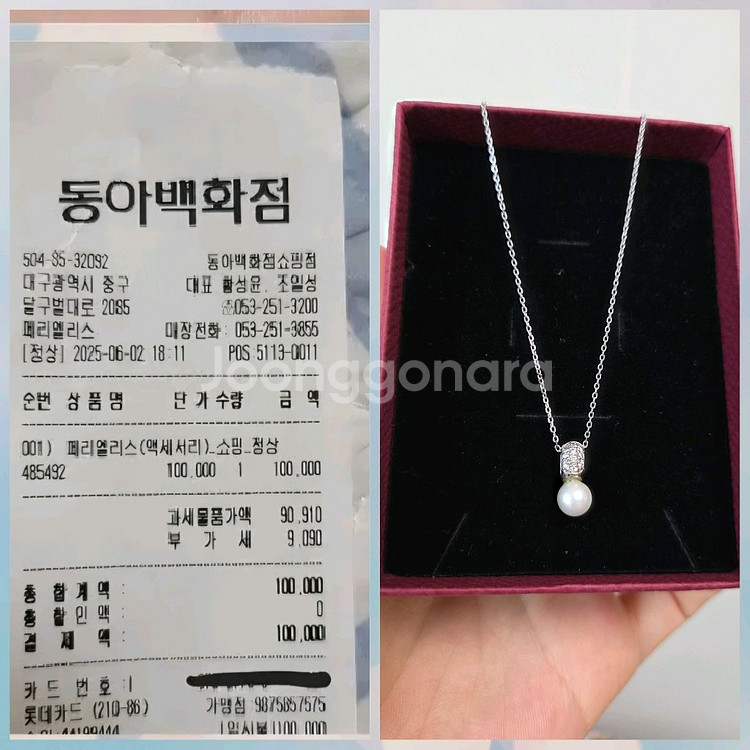 동아백화점
504-85-32092 동아백화점쇼핑점
대구광역시 중구 대표 황성윤, 조일성
달구벌대로 2085 ☎053-251-3200
페리엘리스 매장전화: 053-251-3855
[정상] 2025-06-02 18:11 POS:5113-0011
순번 상품명 단가 수량 금액
001) 페리엘리스(액세서리)_쇼핑_정상
485492 100,000 1 100,000
과세물품가액 90,910
부가세 9,090
총합계액: 100,000
총할인액: 0
결제액: 100,000
카드번호:
롯데카드 (210-86) 가맹점 9875657575
44199444 [일시불]100,000
Joonggonara